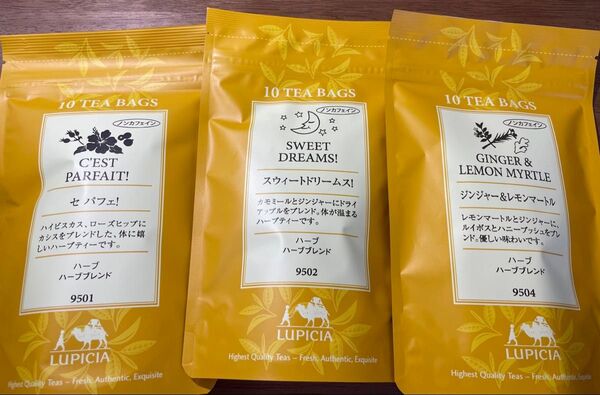 10 TEA BAGS
ノンカフェイン
C'EST
PARFAIT!
セ パフェ!
ハイビスカス、ローズヒップに
カシスをブレンドした、体に嬉
しいハーブティーです。
ハーブ
ハーブブレンド
9501
LUPICIA
Highest Quality Teas – Fresh, Authentic, Exquisite
10 TEA BAGS
ノンカフェイン
SWEET
DREAMS!
スウィートドリームス!
カモミールとジンジャーにドライ
アップルをブレンド。体が温まる
ハーブティーです。
ハーブ
ハーブブレンド
9502
LUPICIA
Highest Quality Teas – Fresh, Authentic, Exquisite
10 TEA BAGS
ノンカフェイン
GINGER &
LEMON MYRTLE
ジンジャー&レモンマートル
レモンマートルとジンジャーに、
ルイボスとハニーブッシュをブレ
ンド。優しい味わいです。
ハーブ
ハーブブレンド
9504
LUPICIA
Highest Quality Teas – Fresh, Authentic, Exquisite